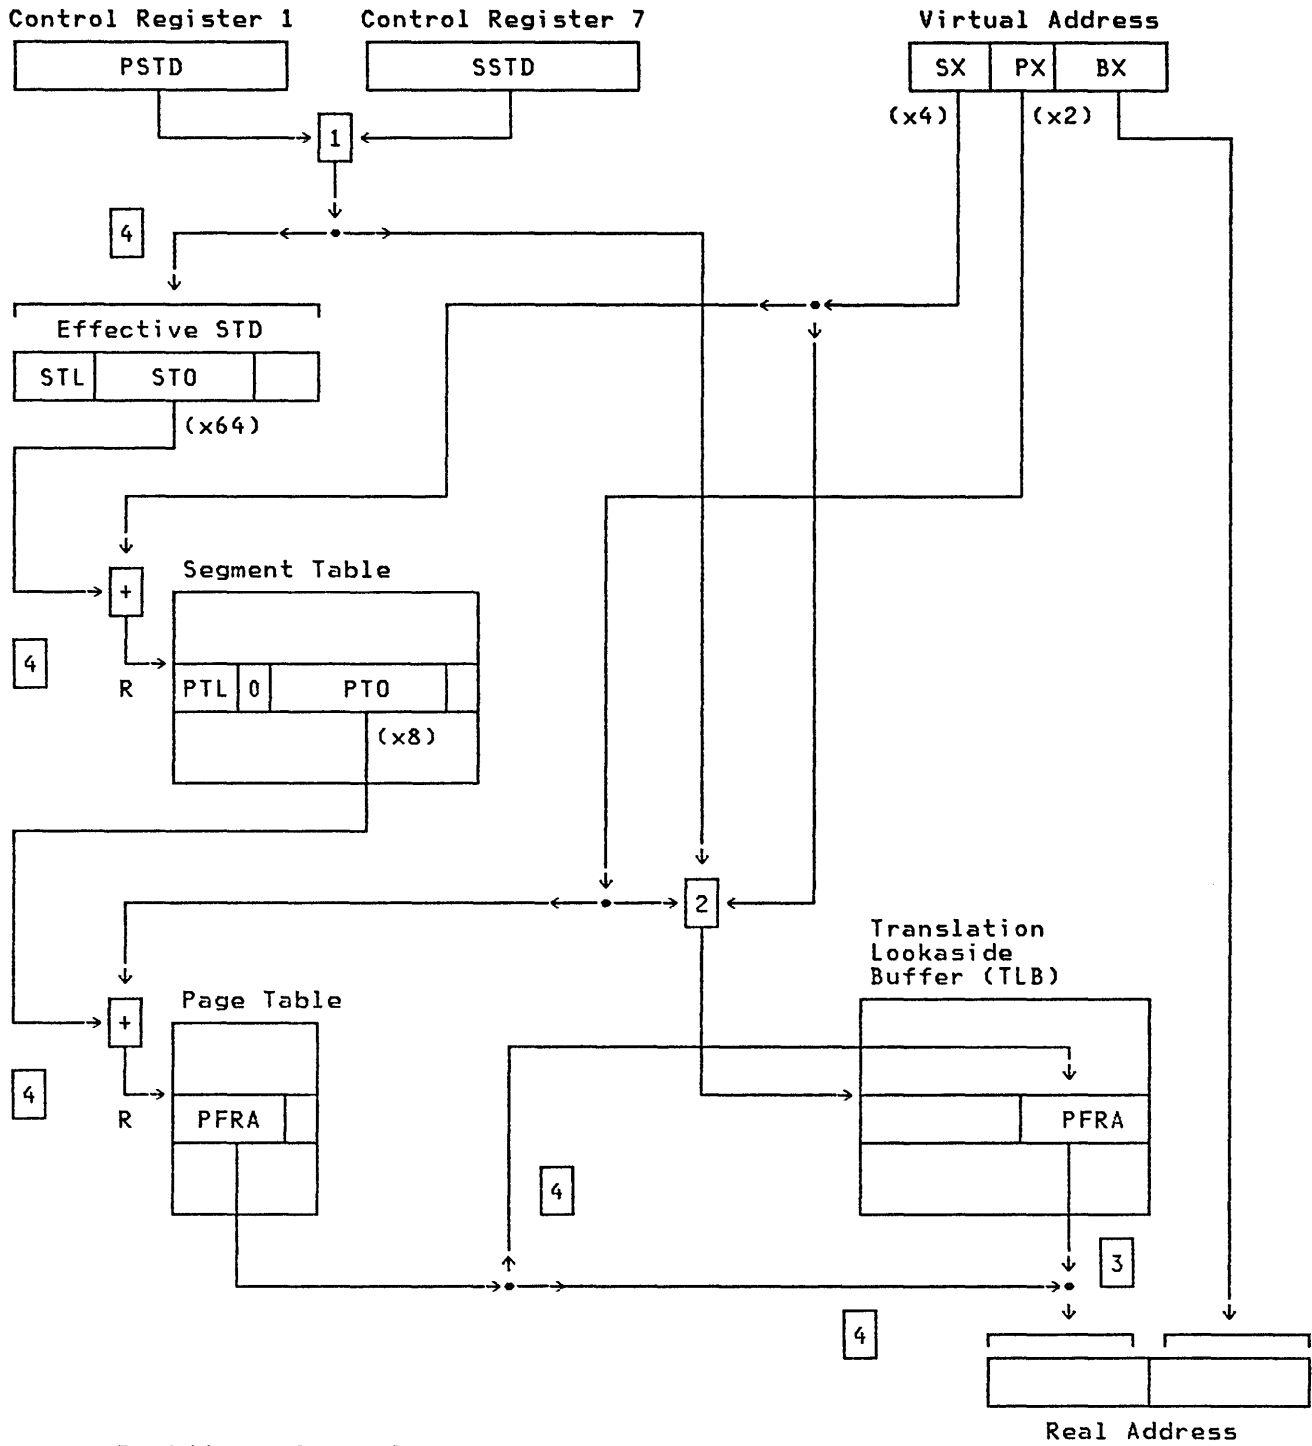 Control Register 1
Control Register 7
Virtual Address
PSTD
SSTD
SX
PX
BX
(x4)
(x2)
1
4
Effective STD
STL
STO
(x64)
+
Segment Table
4
R
PTL
0
PTO
(x8)
2
Translation
Lookaside
Buffer (TLB)
Page Table
+
4
R
PFRA
PFRA
4
3
4
Real Address